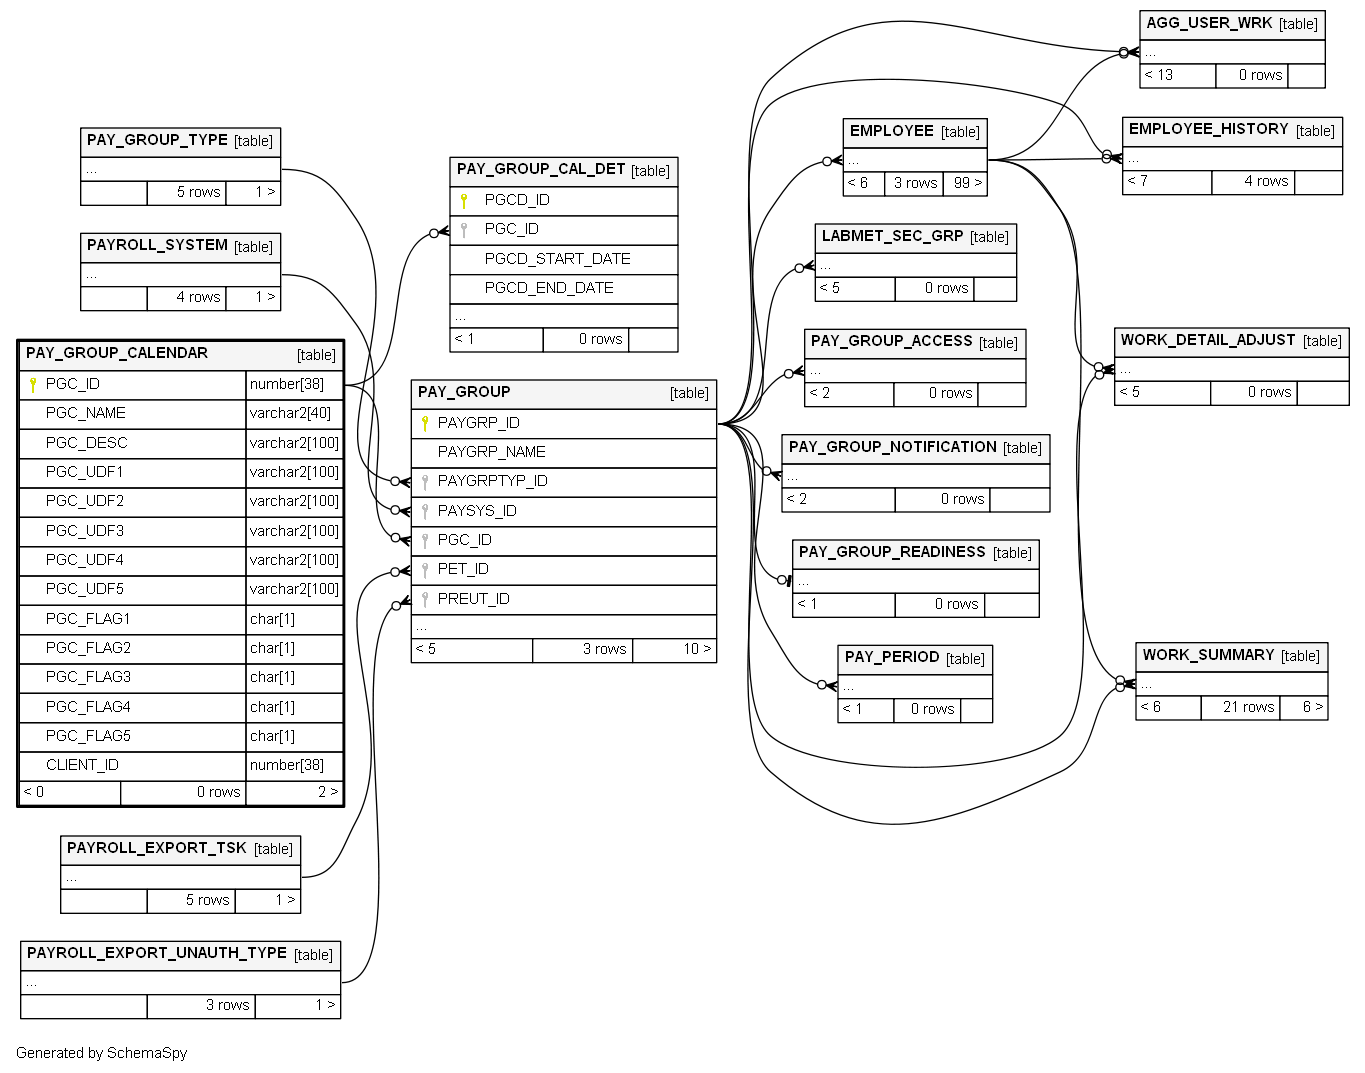 PAY_GROUP_TYPE [table]
...
5 rows 1 >
PAYROLL_SYSTEM [table]
...
4 rows 1 >
PAY_GROUP_CALENDAR [table]
PGC_ID number[38]
PGC_NAME varchar2[40]
PGC_DESC varchar2[100]
PGC_UDF1 varchar2[100]
PGC_UDF2 varchar2[100]
PGC_UDF3 varchar2[100]
PGC_UDF4 varchar2[100]
PGC_UDF5 varchar2[100]
PGC_FLAG1 char[1]
PGC_FLAG2 char[1]
PGC_FLAG3 char[1]
PGC_FLAG4 char[1]
PGC_FLAG5 char[1]
CLIENT_ID number[38]
< 0 0 rows 2 >
PAYROLL_EXPORT_TSK [table]
...
5 rows 1 >
PAYROLL_EXPORT_UNAUTH_TYPE [table]
...
3 rows 1 >
PAY_GROUP_CAL_DET [table]
PGCD_ID
PGC_ID
PGCD_START_DATE
PGCD_END_DATE
...
< 1 0 rows
PAY_GROUP [table]
PAYGRP_ID
PAYGRP_NAME
PAYGRPTYP_ID
PAYSYS_ID
PGC_ID
PET_ID
PREUT_ID
...
< 5 3 rows 10 >
EMPLOYEE [table]
...
< 6 3 rows 99 >
LABMET_SEC_GRP [table]
...
< 5 0 rows
PAY_GROUP_ACCESS [table]
...
< 2 0 rows
PAY_GROUP_NOTIFICATION [table]
...
< 2 0 rows
PAY_GROUP_READINESS [table]
...
< 1 0 rows
PAY_PERIOD [table]
...
< 1 0 rows
AGG_USER_WRK [table]
...
< 13 0 rows
EMPLOYEE_HISTORY [table]
...
< 7 4 rows
WORK_DETAIL_ADJUST [table]
...
< 5 0 rows
WORK_SUMMARY [table]
...
< 6 21 rows 6 >
Generated by SchemaSpy